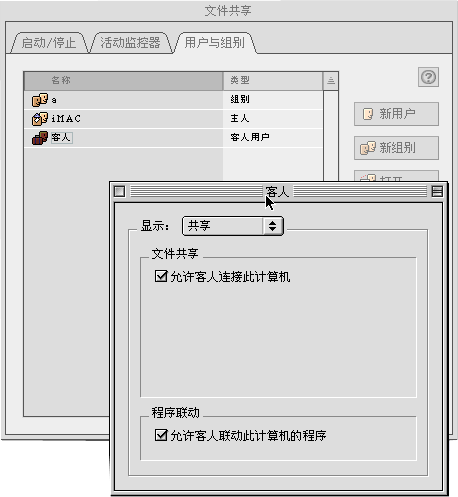 文件共享
启动/停止
活动监控器
用户与组别
名称
类型
a
组别
iMAC
主人
客人
客人用户
新用户
新组别
打开
客人
显示：
共享
文件共享
允许客人连接此计算机
程序联动
允许客人联动此计算机的程序